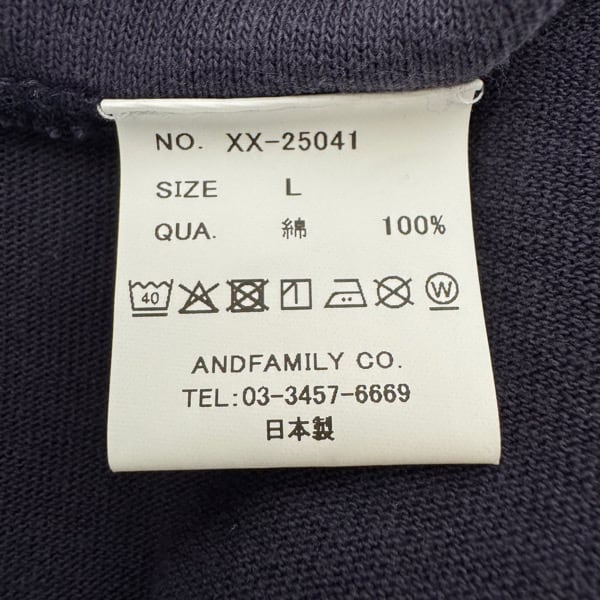 NO. XX-25041
SIZE L
QUA. 綿 100%
40 W
ANDFAMILY CO.
TEL:03-3457-6669
日本製